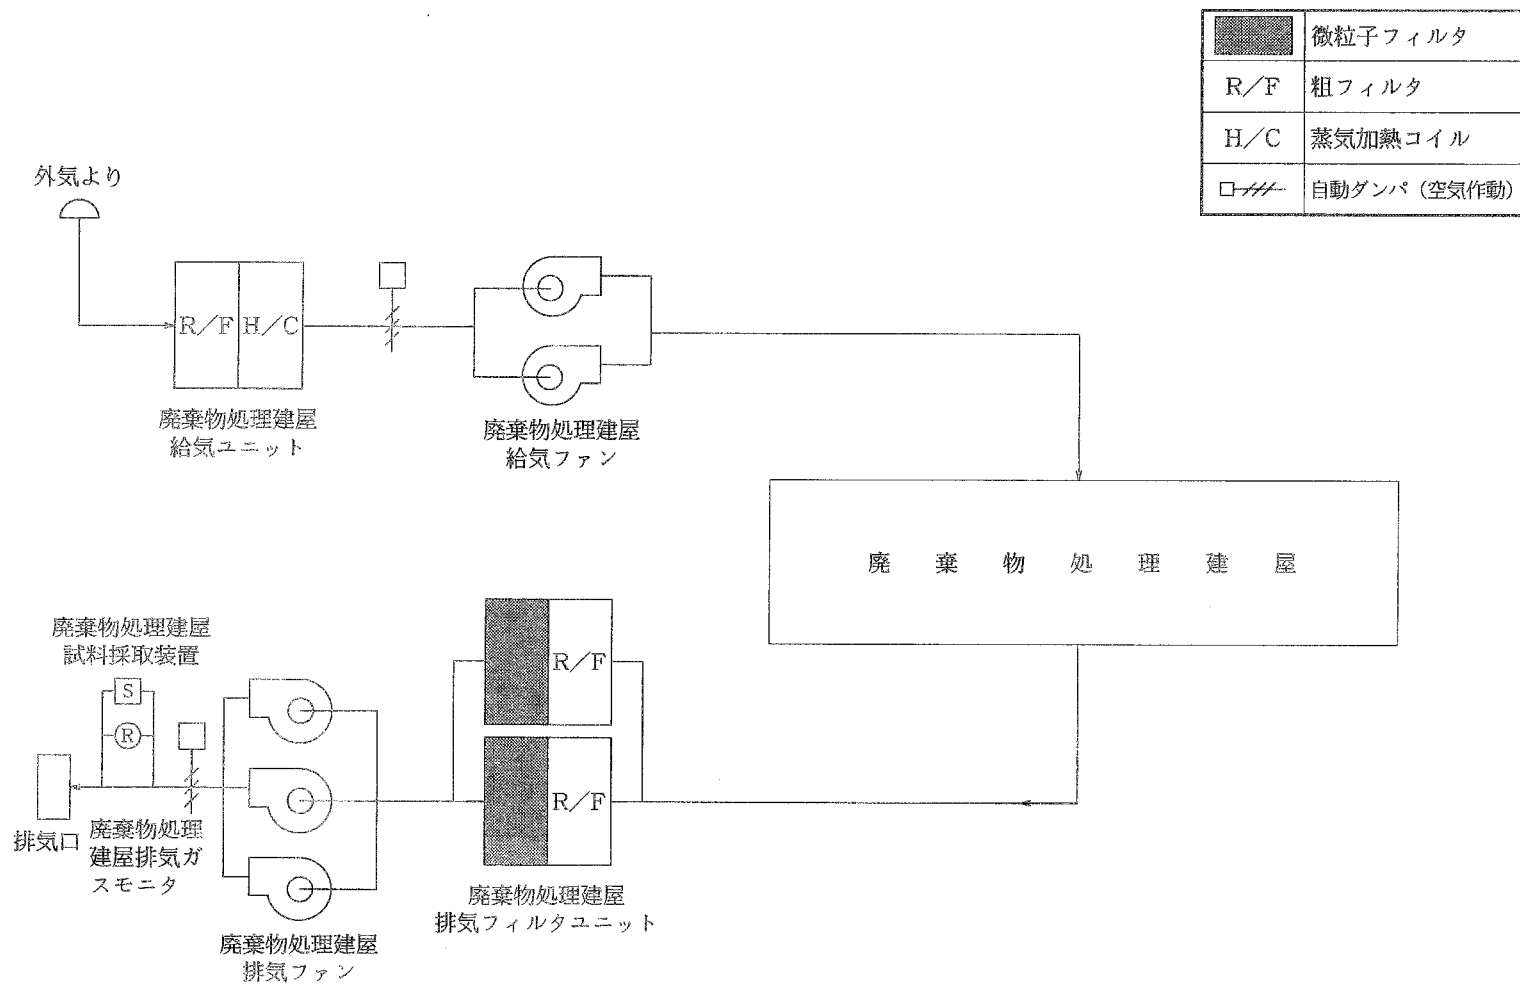 微粒子フィルタ
R/F 粗フィルタ
H/C 蒸気加熱コイル
自動ダンパ（空気作動）
外気より
R/F H/C
廃棄物処理建屋
給気ユニット
廃棄物処理建屋
給気ファン
廃棄物処理建屋
廃棄物処理建屋
試料採取装置
S
R
排気口
廃棄物処理
建屋排気ガ
スモニタ
R/F
R/F
廃棄物処理建屋
排気フィルタユニット
廃棄物処理建屋
排気ファン